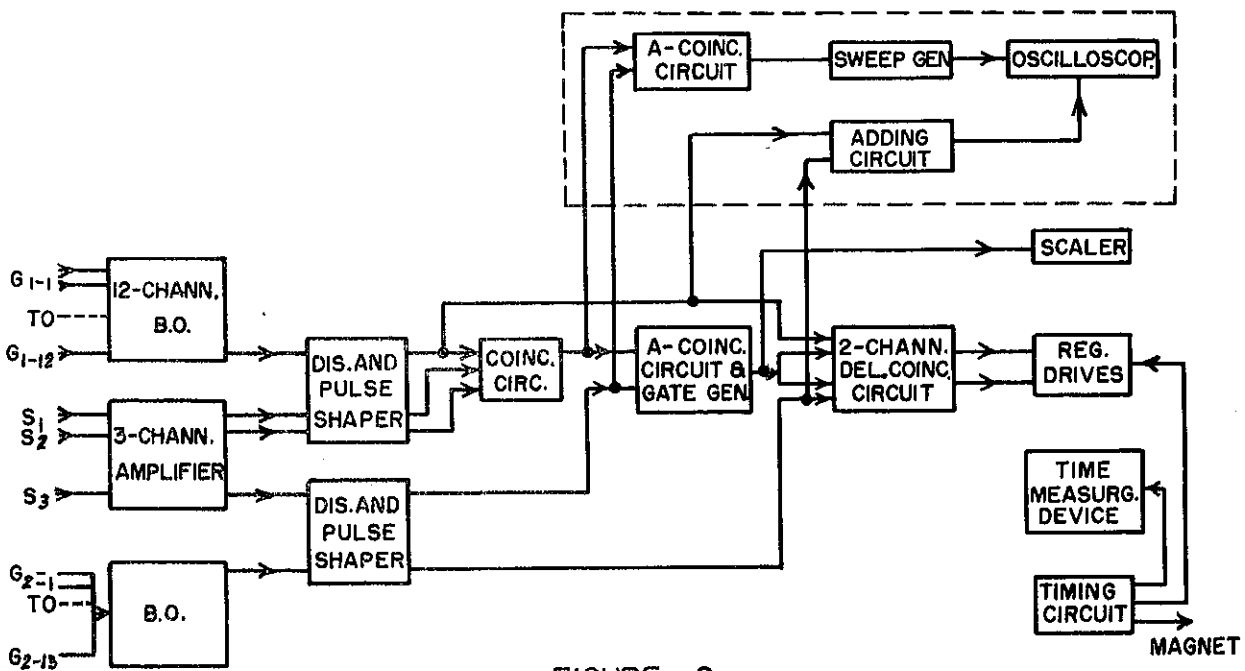 A-COINC.
CIRCUIT
SWEEP GEN
OSCILLOSCOP.
ADDING
CIRCUIT
SCALER
G1-1
TO
G1-12
12-CHANN.
B.O.
DIS. AND
PULSE
SHAPER
COINC.
CIRC.
A-COINC.
CIRCUIT &
GATE GEN.
2-CHANN.
DEL. COINC.
CIRCUIT
REG.
DRIVES
S1
S2
S3
3-CHANN.
AMPLIFIER
DIS. AND
PULSE
SHAPER
TIME
MEASURG.
DEVICE
G2-1
TO
G2-13
B.O.
TIMING
CIRCUIT
MAGNET